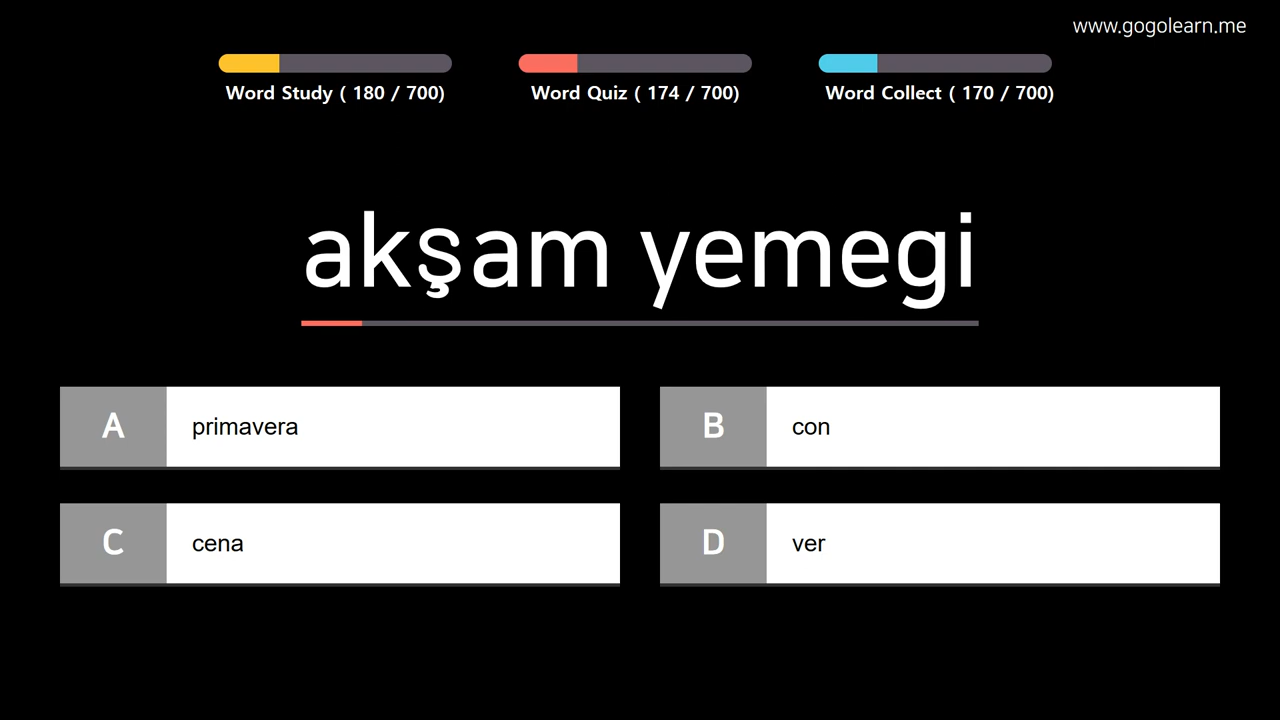 www.gogolearn.me
Word Study ( 180 / 700)
Word Quiz ( 174 / 700)
Word Collect ( 170 / 700)
akşam yemegi
A primavera
B con
C cena
D ver